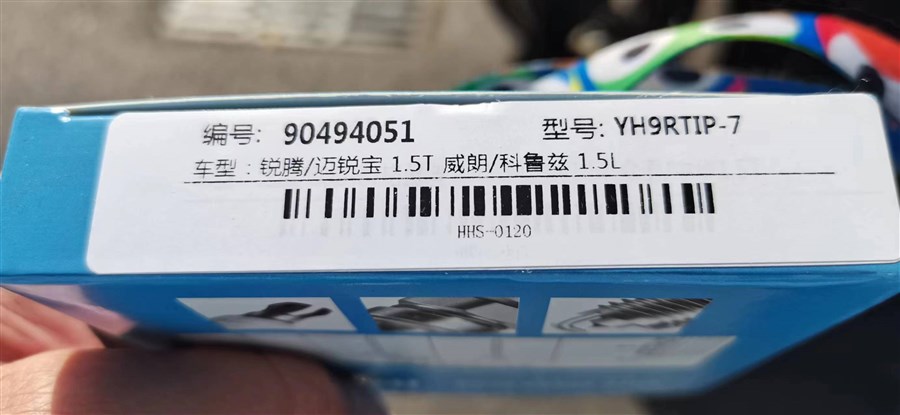 编号: 90494051 型号: YH9RTIP-7
车型：锐腾/迈锐宝 1.5T 威朗/科鲁兹 1.5L
HHS-0120